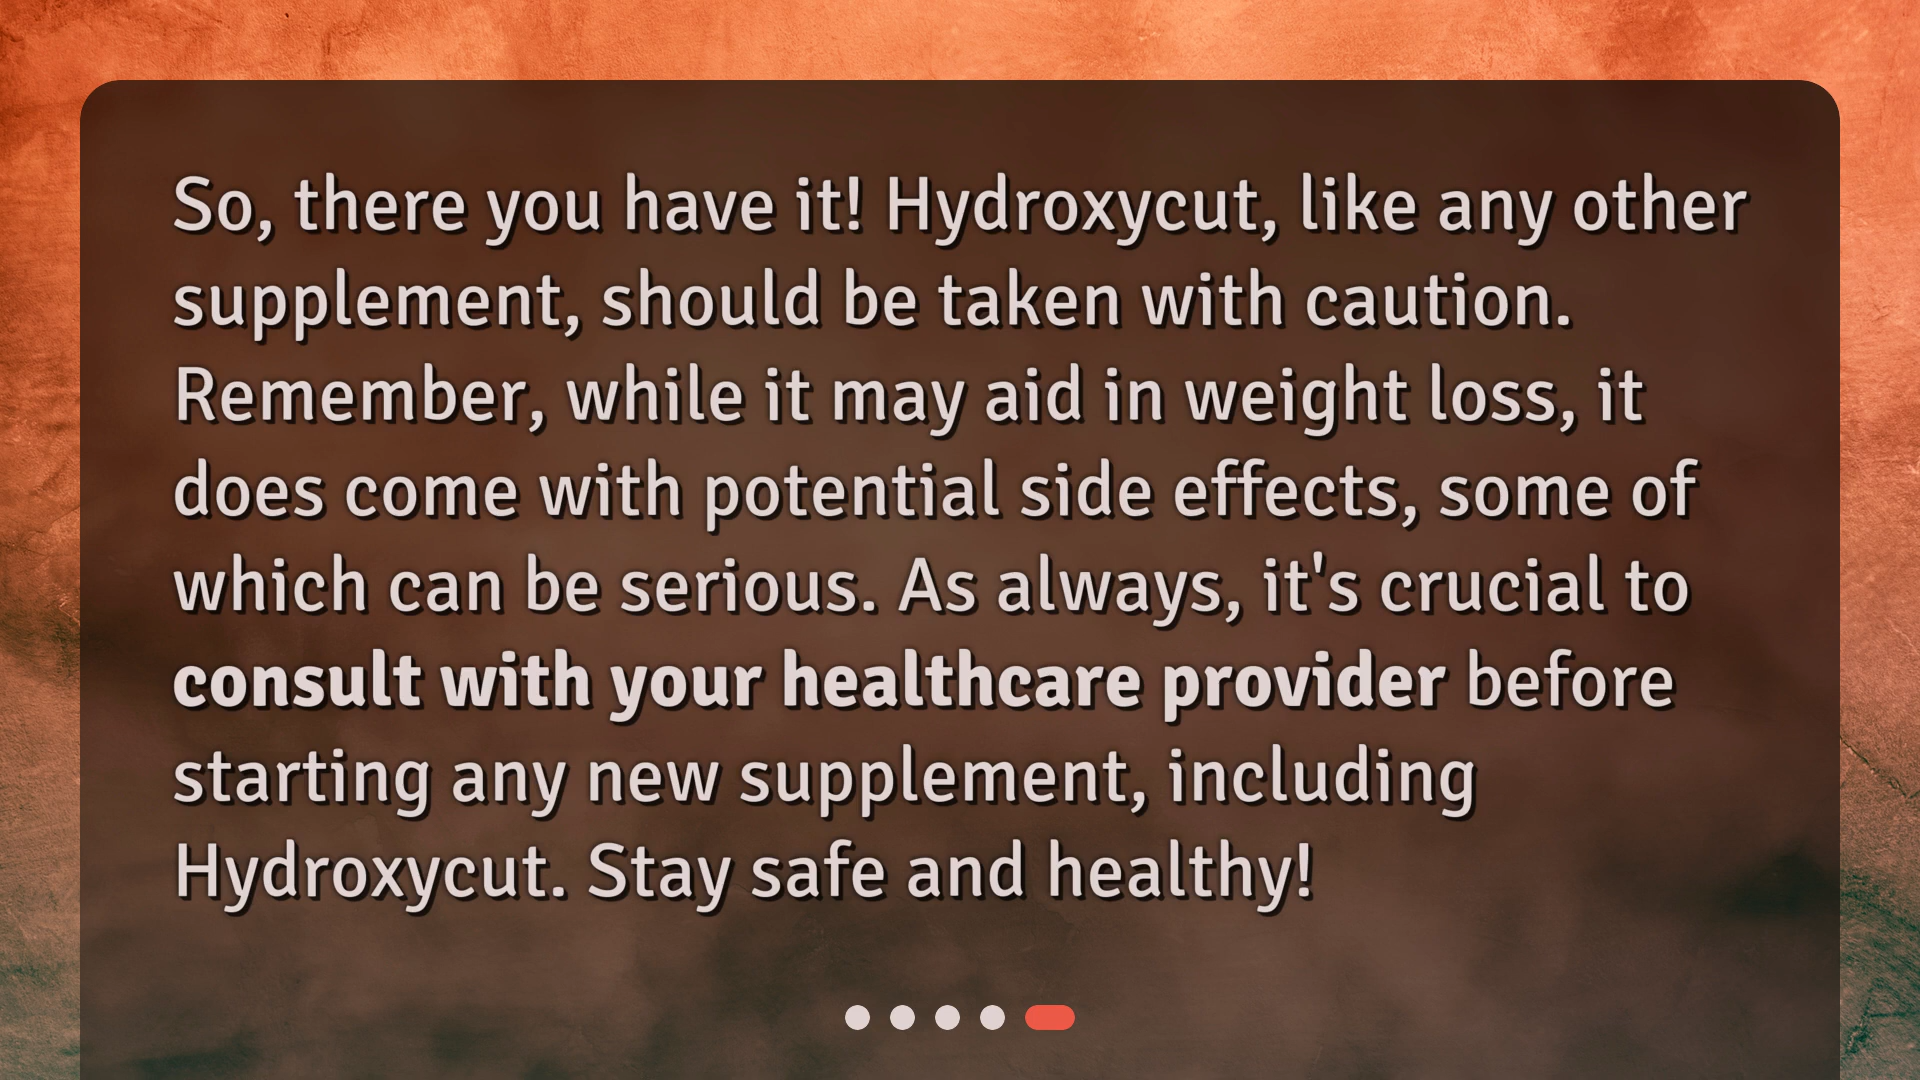 So, there you have it! Hydroxycut, like any other
supplement, should be taken with caution.
Remember, while it may aid in weight loss, it
does come with potential side effects, some of
which can be serious. As always, it's crucial to
consult with your healthcare provider before
starting any new supplement, including
Hydroxycut. Stay safe and healthy!